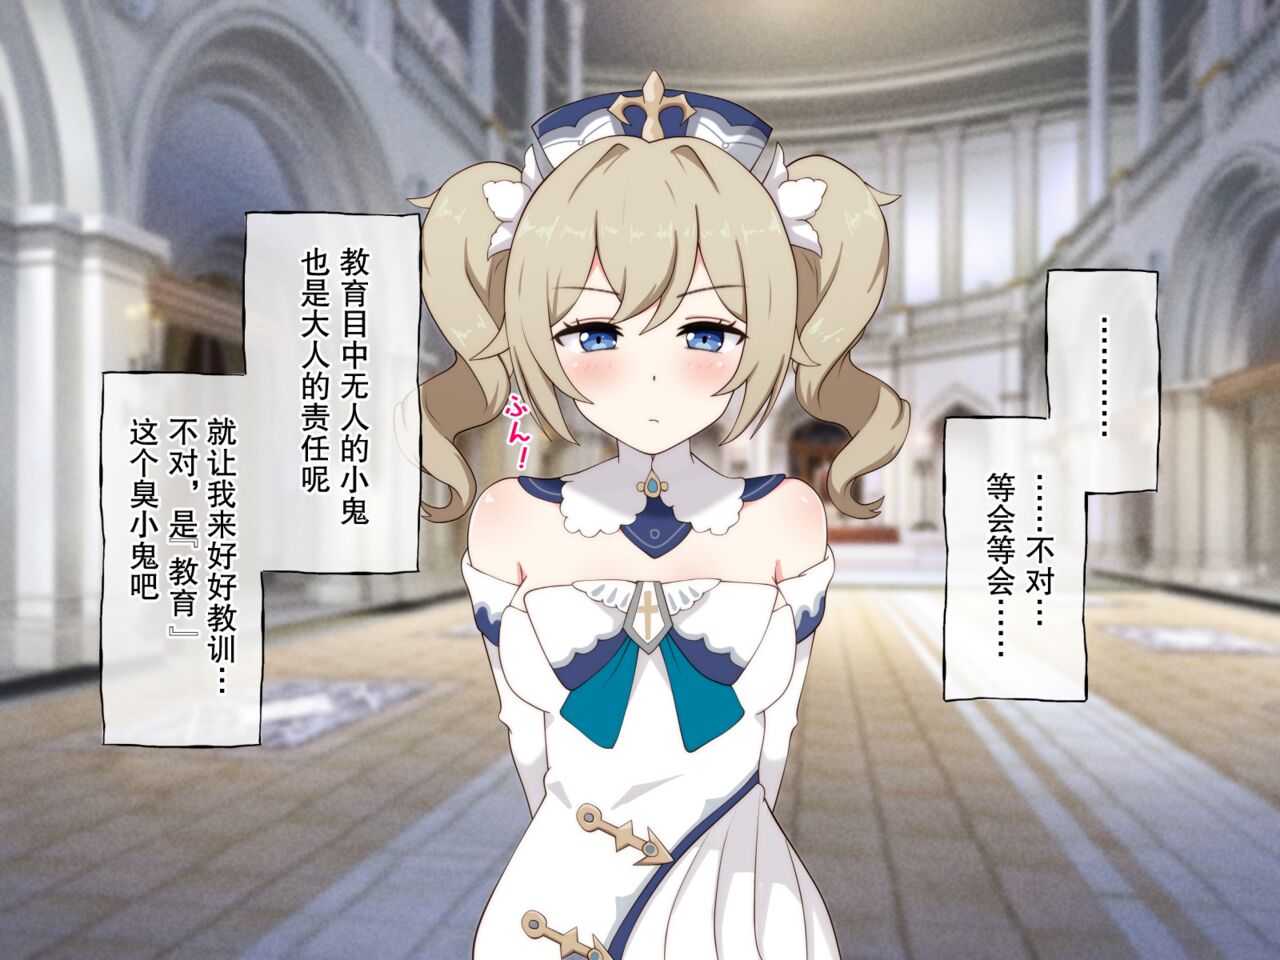 …………
……不对…
等会等会……
ふん！
教育目中无人的小鬼
也是大人的责任呢
就让我来好好教训…
不对，是『教育』
这个臭小鬼吧